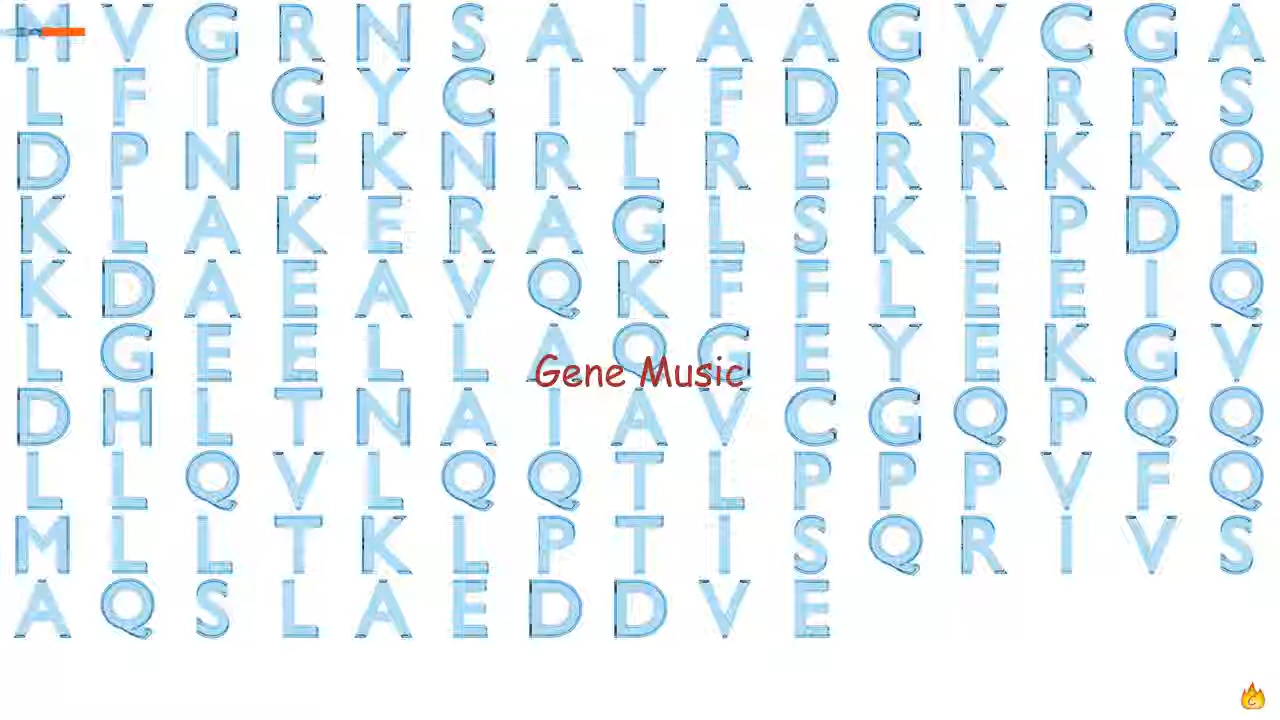 M V G R N S A I A A G V C G A
L F I G Y C I Y F D R K R R S
D P N F K N R L R E R R K K Q
K L A K E R A G L S K L P D L
K D A E A V Q K F F L E E I Q
L G E E L L A Q G E Y E K G V
Gene Music
D H L T N A I A V C G Q P Q Q
L L Q V L Q Q T L P P P V F Q
M L L T K L P T I S Q R I V S
A Q S L A E D D V E